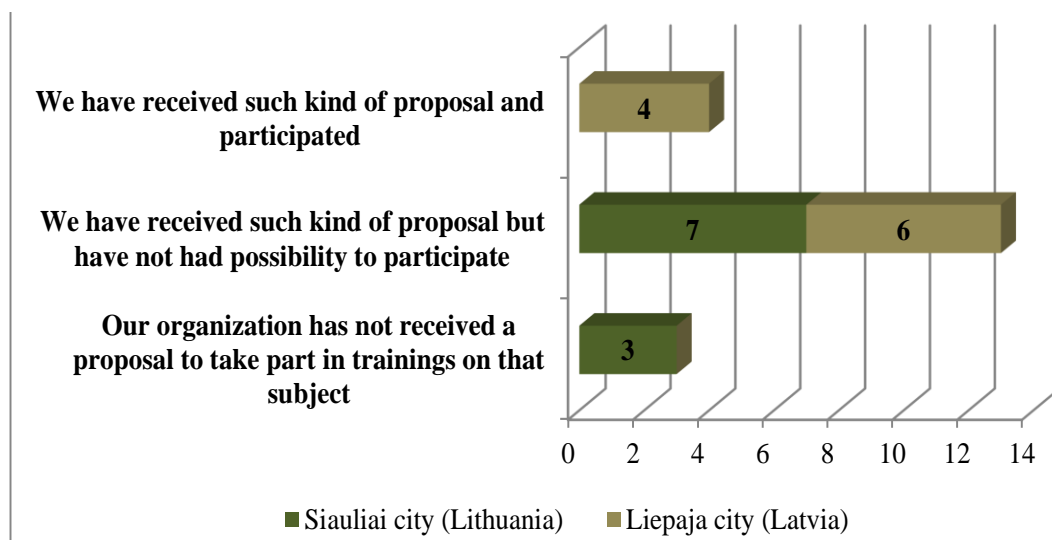 We have received such kind of proposal and
participated
4
We have received such kind of proposal but
have not had possibility to participate
7 6
Our organization has not received a
proposal to take part in trainings on that
subject
3
0 2 4 6 8 10 12 14
Siauliai city (Lithuania) Liepaja city (Latvia)